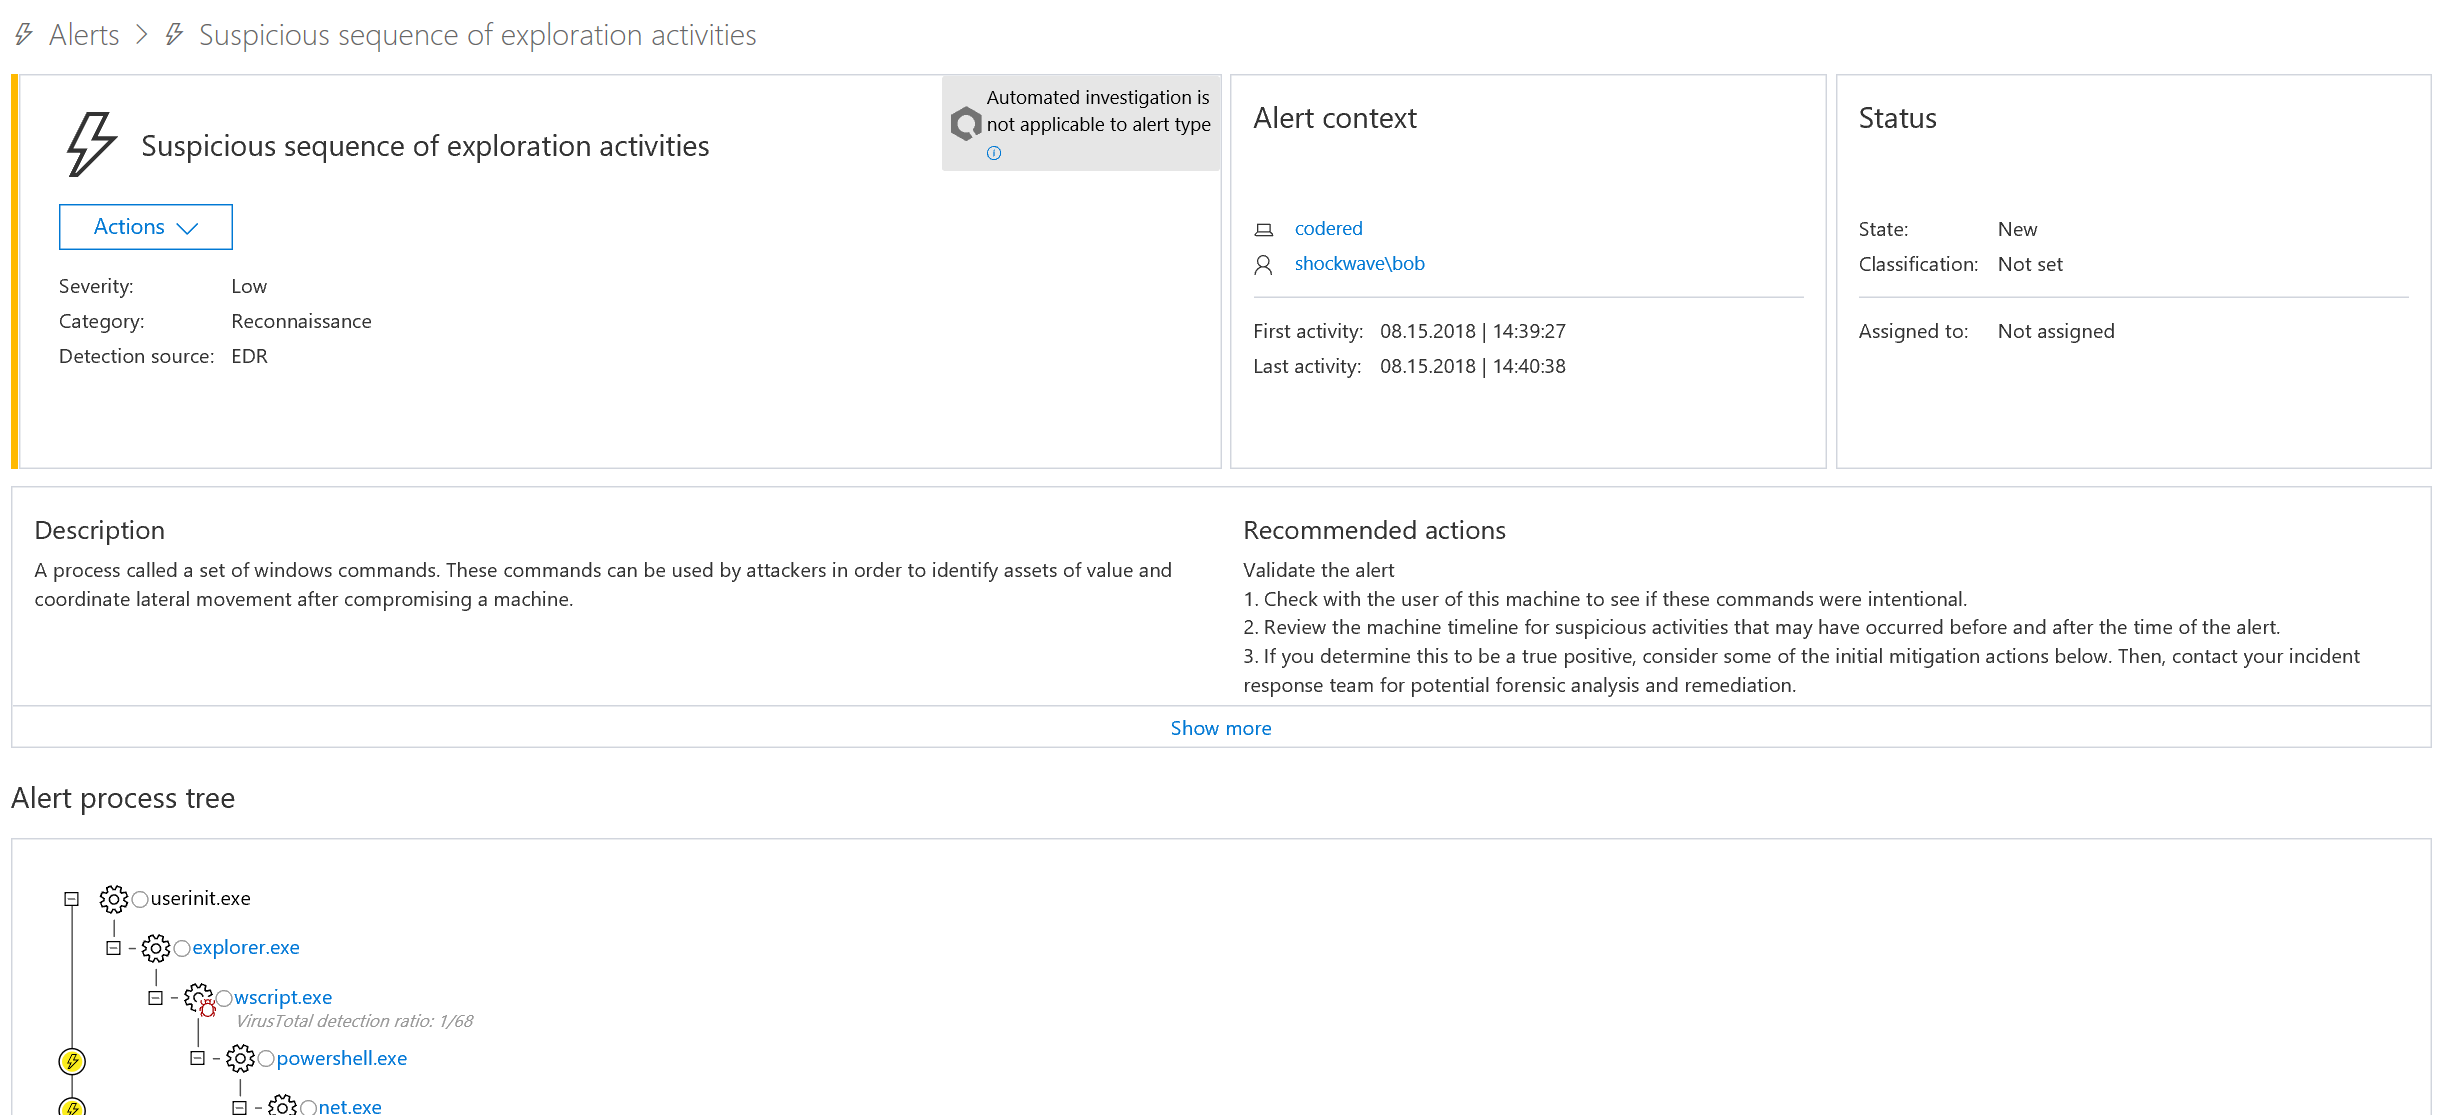 Alerts > Suspicious sequence of exploration activities
Suspicious sequence of exploration activities
Automated investigation is
not applicable to alert type
Actions
Severity: Low
Category: Reconnaissance
Detection source: EDR
Alert context
codered
shockwave\bob
First activity: 08.15.2018 | 14:39:27
Last activity: 08.15.2018 | 14:40:38
Status
State: New
Classification: Not set
Assigned to: Not assigned
Description
A process called a set of windows commands. These commands can be used by attackers in order to identify assets of value and
coordinate lateral movement after compromising a machine.
Recommended actions
Validate the alert
1. Check with the user of this machine to see if these commands were intentional.
2. Review the machine timeline for suspicious activities that may have occurred before and after the time of the alert.
3. If you determine this to be a true positive, consider some of the initial mitigation actions below. Then, contact your incident
response team for potential forensic analysis and remediation.
Show more
Alert process tree
userinit.exe
explorer.exe
wscript.exe
VirusTotal detection ratio: 1/68
powershell.exe
net.exe